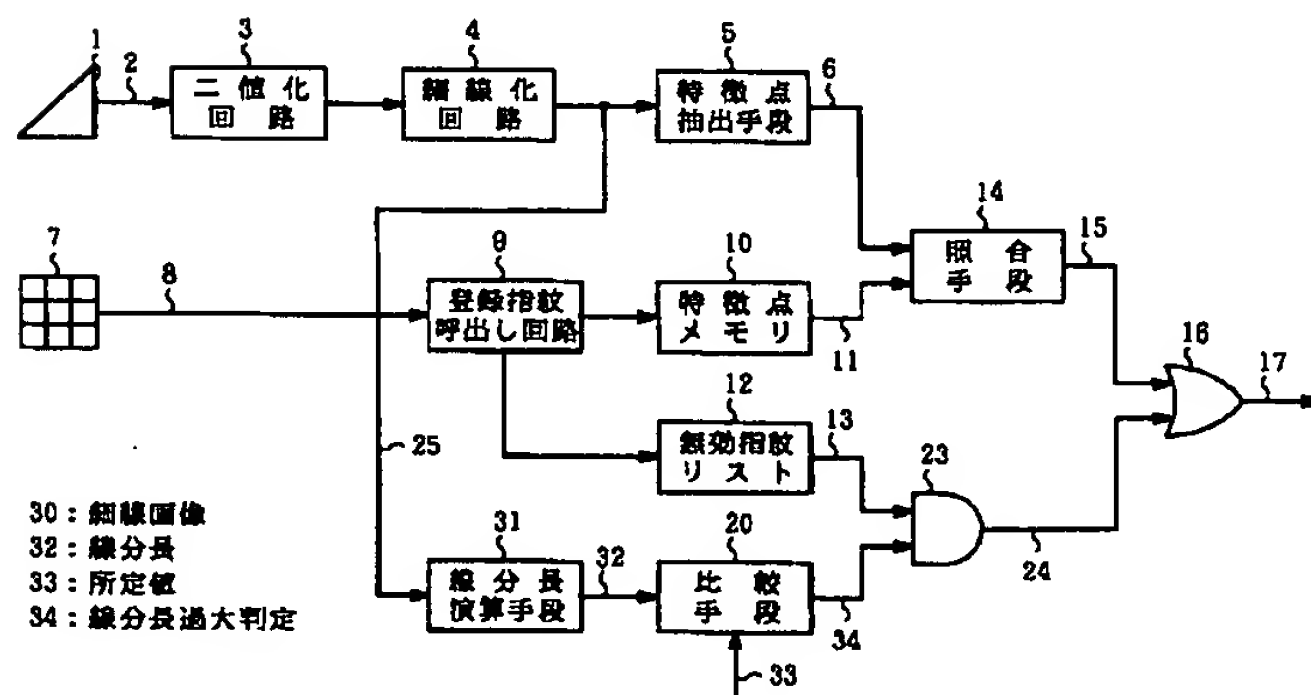 1
2
3
二値化
回路
4
細線化
回路
5
特徴点
抽出手段
6
7
8
9
登録指紋
呼出し回路
10
特徴点
メモリ
11
14
照合
手段
15
16
17
12
無効指紋
リスト
13
23
24
25
31
線分長
演算手段
32
20
比較
手段
34
33
30:細線画像
32:線分長
33:所定値
34:線分長過大判定